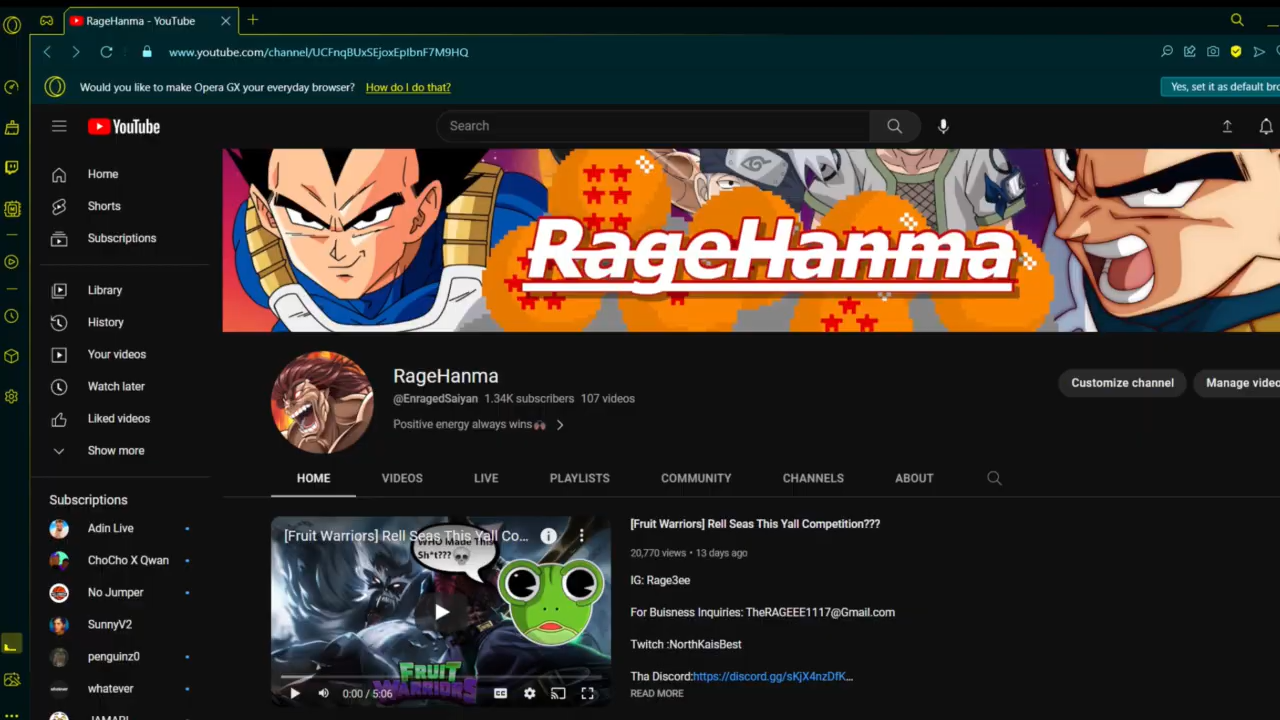 RageHanma - YouTube
www.youtube.com/channel/UCFnqBUxSEjoxEpIbnF7M9HQ
Would you like to make Opera GX your everyday browser? How do I do that?
Yes, set it as default bro
YouTube
Search
Home
Shorts
Subscriptions
Library
History
Your videos
Watch later
Liked videos
Show more
Subscriptions
Adin Live
ChoCho X Qwan
No Jumper
SunnyV2
penguinz0
whatever
JAMARI
RageHanma
RageHanma
@EnragedSaiyan 1.34K subscribers 107 videos
Positive energy always wins
Customize channel
Manage video
HOME VIDEOS LIVE PLAYLISTS COMMUNITY CHANNELS ABOUT
[Fruit Warriors] Rell Seas This Yall Co...
WHO Made This
Sh*t???
FRUIT
WARRIORS
0:00 / 5:06
[Fruit Warriors] Rell Seas This Yall Competition???
20,770 views • 13 days ago
IG: Rage3ee
For Buisness Inquiries: TheRAGEEE1117@Gmail.com
Twitch :NorthKaisBest
Tha Discord:https://discord.gg/sKjX4nzDfK...
READ MORE